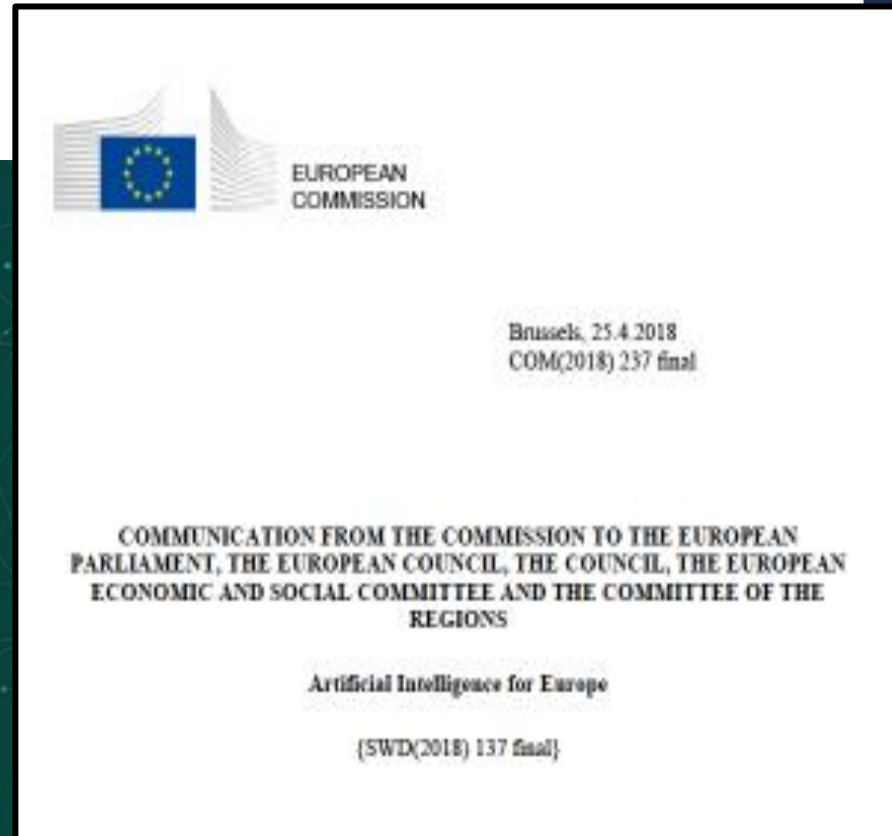 EUROPEAN
COMMISSION
Brussels, 25.4.2018
COM(2018) 237 final
COMMUNICATION FROM THE COMMISSION TO THE EUROPEAN
PARLIAMENT, THE EUROPEAN COUNCIL, THE COUNCIL, THE EUROPEAN
ECONOMIC AND SOCIAL COMMITTEE AND THE COMMITTEE OF THE
REGIONS
Artificial Intelligence for Europe
{SWD(2018) 137 final}